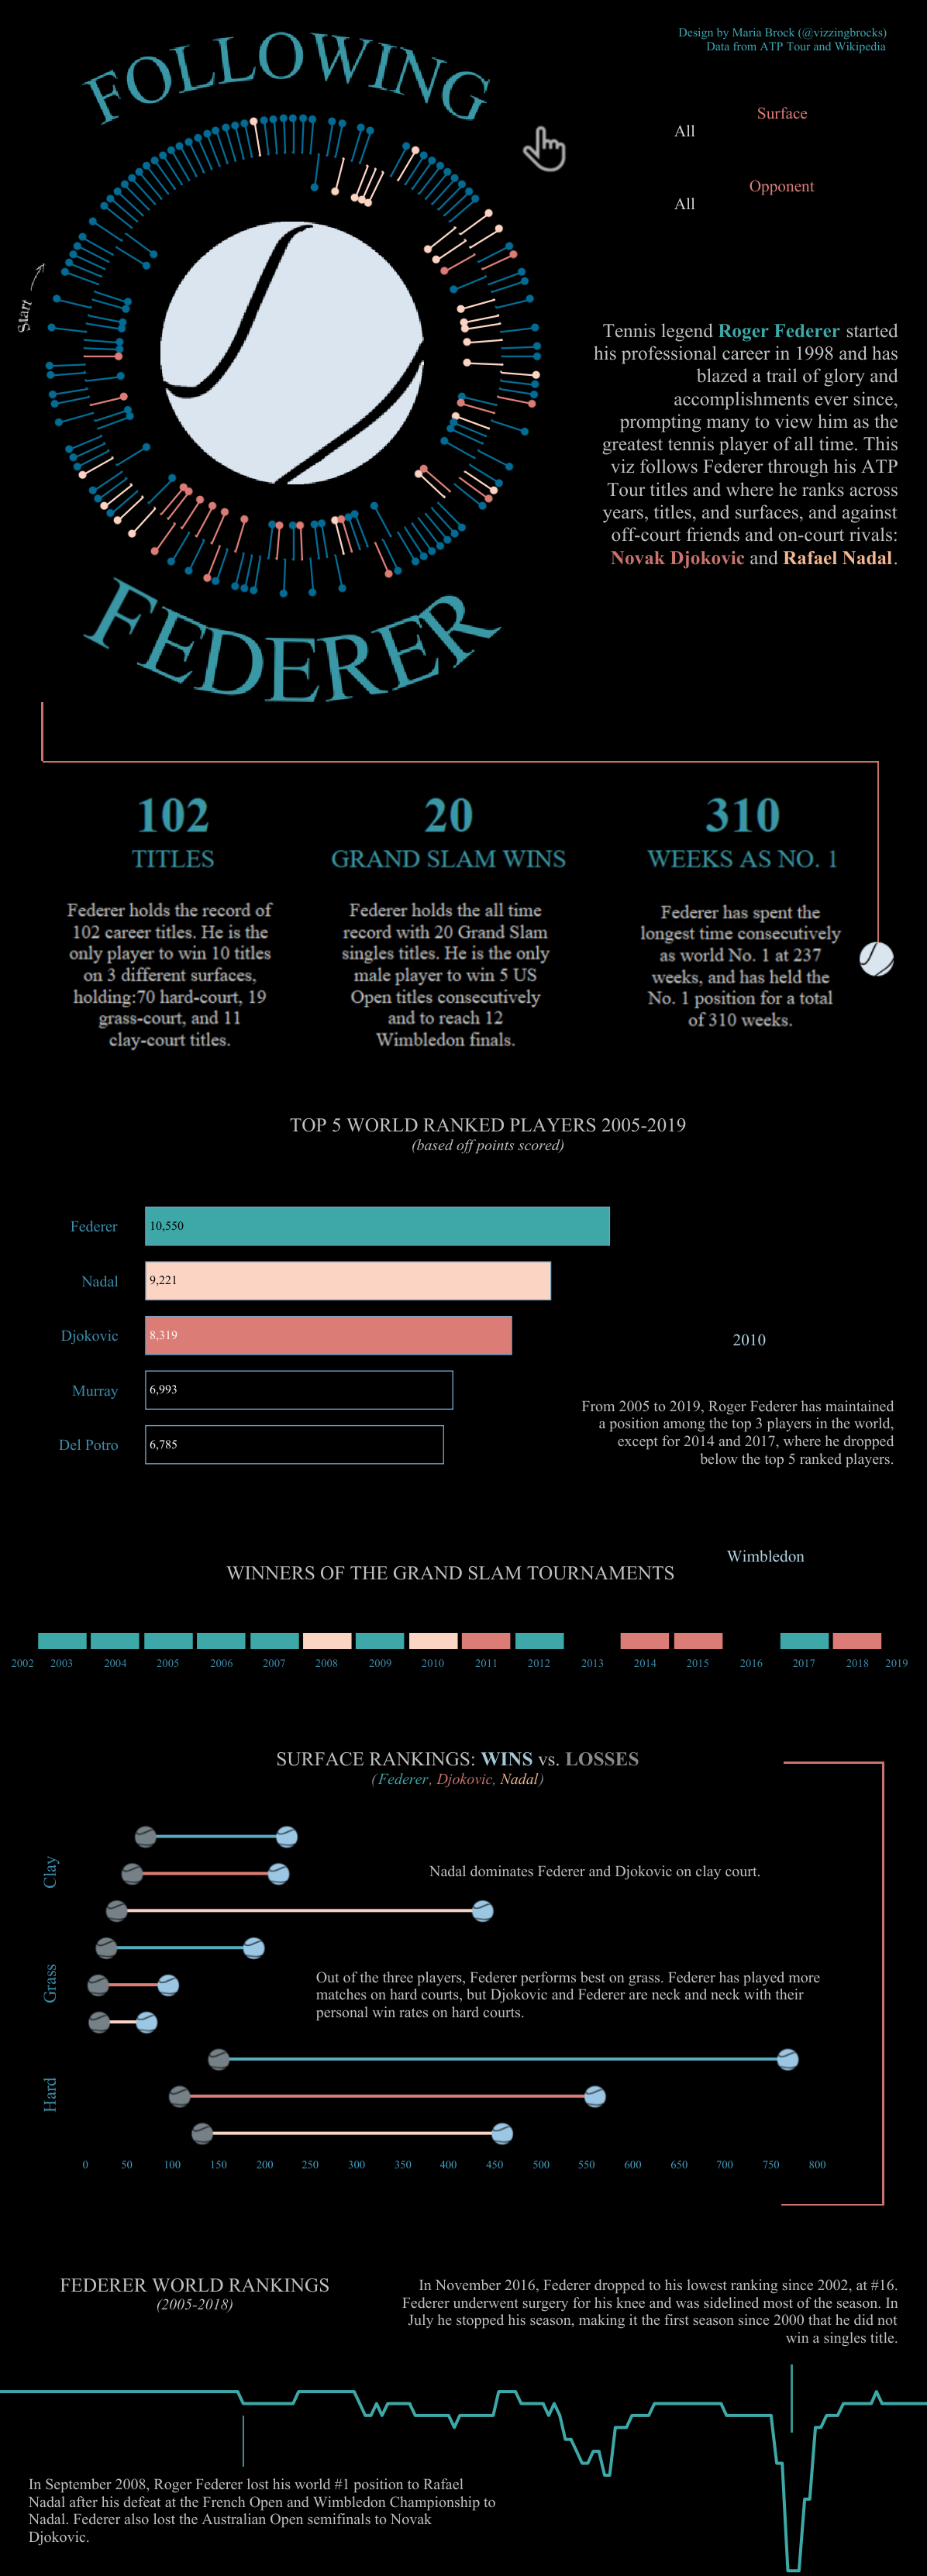 Design by Maria Brock (@vizzingbrocks)
Data from ATP Tour and Wikipedia
FOLLOWING
Surface
All
Opponent
All
Start
Tennis legend Roger Federer started
his professional career in 1998 and has
blazed a trail of glory and
accomplishments ever since,
prompting many to view him as the
greatest tennis player of all time. This
viz follows Federer through his ATP
Tour titles and where he ranks across
years, titles, and surfaces, and against
off-court friends and on-court rivals:
Novak Djokovic and Rafael Nadal.
FEDERER
102
TITLES
Federer holds the record of
102 career titles. He is the
only player to win 10 titles
on 3 different surfaces,
holding:70 hard-court, 19
grass-court, and 11
clay-court titles.
20
GRAND SLAM WINS
Federer holds the all time
record with 20 Grand Slam
singles titles. He is the only
male player to win 5 US
Open titles consecutively
and to reach 12
Wimbledon finals.
310
WEEKS AS NO. 1
Federer has spent the
longest time consecutively
as world No. 1 at 237
weeks, and has held the
No. 1 position for a total
of 310 weeks.
TOP 5 WORLD RANKED PLAYERS 2005-2019
(based off points scored)
Federer 10,550
Nadal 9,221
Djokovic 8,319
Murray 6,993
Del Potro 6,785
2010
From 2005 to 2019, Roger Federer has maintained
a position among the top 3 players in the world,
except for 2014 and 2017, where he dropped
below the top 5 ranked players.
Wimbledon
WINNERS OF THE GRAND SLAM TOURNAMENTS
2002 2003 2004 2005 2006 2007 2008 2009 2010 2011 2012 2013 2014 2015 2016 2017 2018 2019
SURFACE RANKINGS: WINS vs. LOSSES
(Federer, Djokovic, Nadal)
Clay
Nadal dominates Federer and Djokovic on clay court.
Grass
Out of the three players, Federer performs best on grass. Federer has played more
matches on hard courts, but Djokovic and Federer are neck and neck with their
personal win rates on hard courts.
Hard
0 50 100 150 200 250 300 350 400 450 500 550 600 650 700 750 800
FEDERER WORLD RANKINGS
(2005-2018)
In November 2016, Federer dropped to his lowest ranking since 2002, at #16.
Federer underwent surgery for his knee and was sidelined most of the season. In
July he stopped his season, making it the first season since 2000 that he did not
win a singles title.
In September 2008, Roger Federer lost his world #1 position to Rafael
Nadal after his defeat at the French Open and Wimbledon Championship to
Nadal. Federer also lost the Australian Open semifinals to Novak
Djokovic.